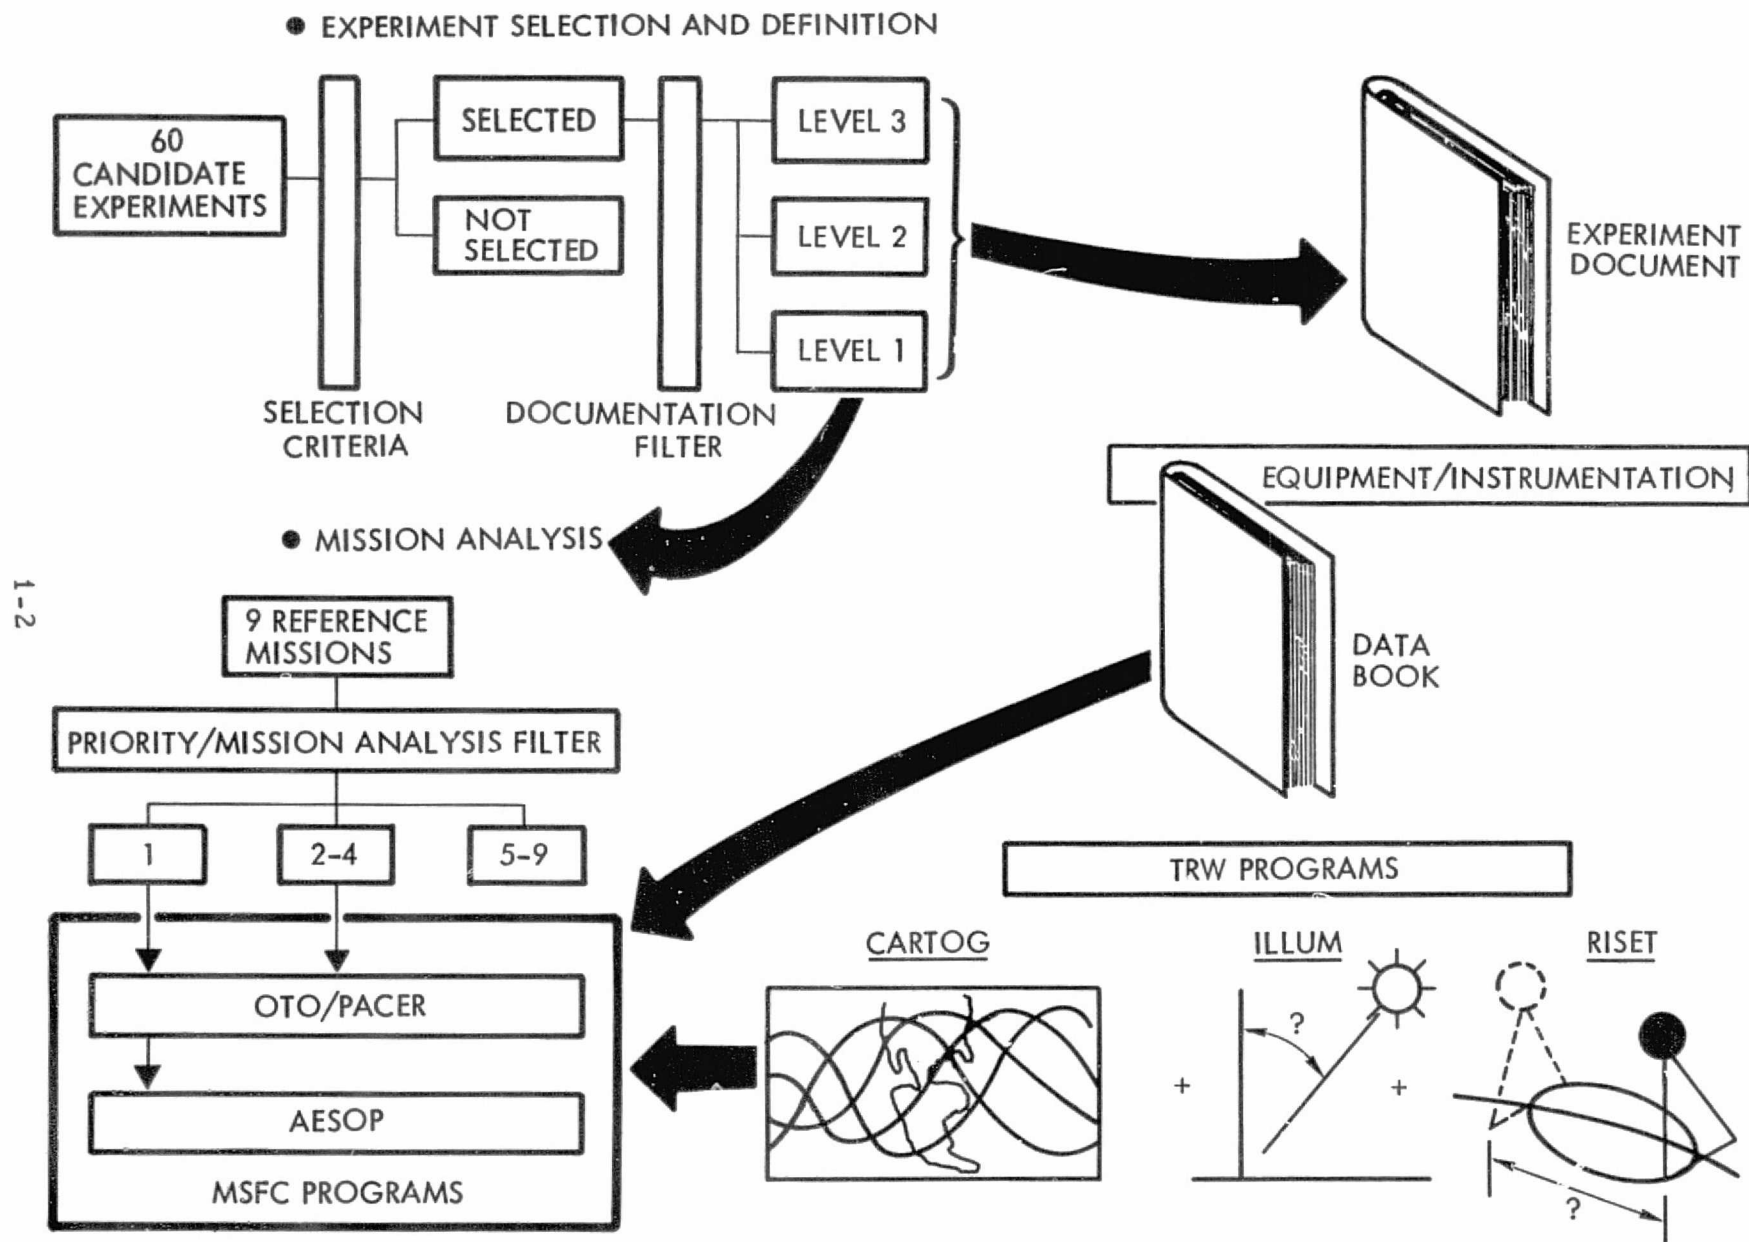 ● EXPERIMENT SELECTION AND DEFINITION
60
CANDIDATE
EXPERIMENTS
SELECTED
NOT
SELECTED
LEVEL 3
LEVEL 2
LEVEL 1
SELECTION
CRITERIA
DOCUMENTATION
FILTER
EXPERIMENT
DOCUMENT
EQUIPMENT/INSTRUMENTATION
DATA
BOOK
● MISSION ANALYSIS
9 REFERENCE
MISSIONS
PRIORITY/MISSION ANALYSIS FILTER
1
2-4
5-9
OTO/PACER
AESOP
MSFC PROGRAMS
TRW PROGRAMS
CARTOG
ILLUM
RISET
?
+
+
?
1-2